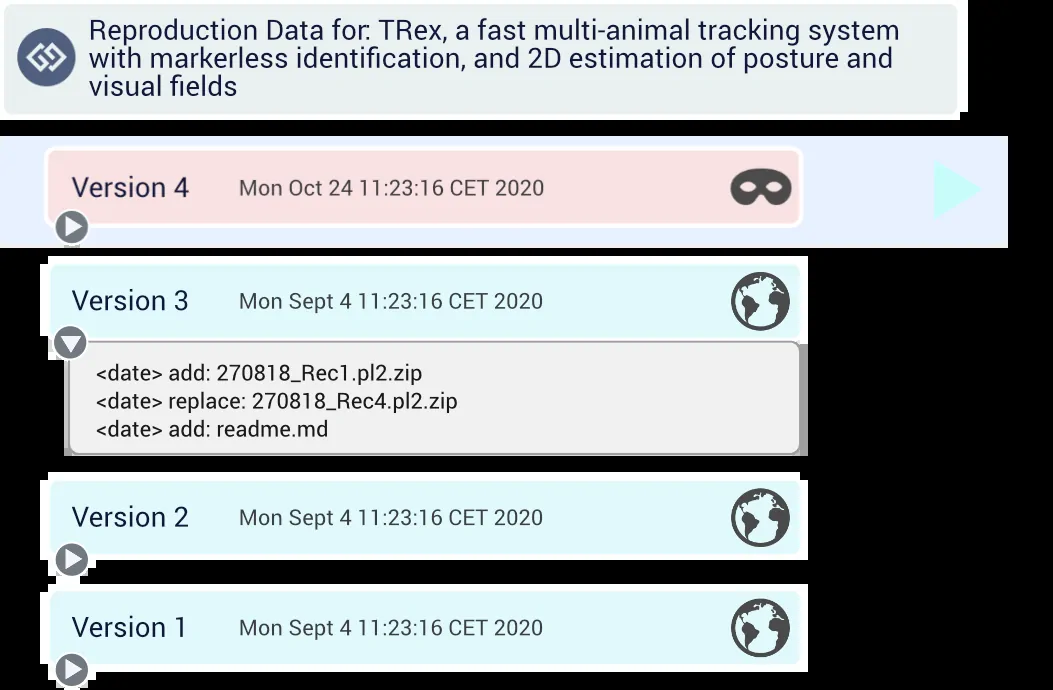 Reproduction Data for: TRex, a fast multi-animal tracking system
with markerless identification, and 2D estimation of posture and
visual fields
Version 4 Mon Oct 24 11:23:16 CET 2020
Version 3 Mon Sept 4 11:23:16 CET 2020
<date> add: 270818_Rec1.pl2.zip
<date> replace: 270818_Rec4.pl2.zip
<date> add: readme.md
Version 2 Mon Sept 4 11:23:16 CET 2020
Version 1 Mon Sept 4 11:23:16 CET 2020